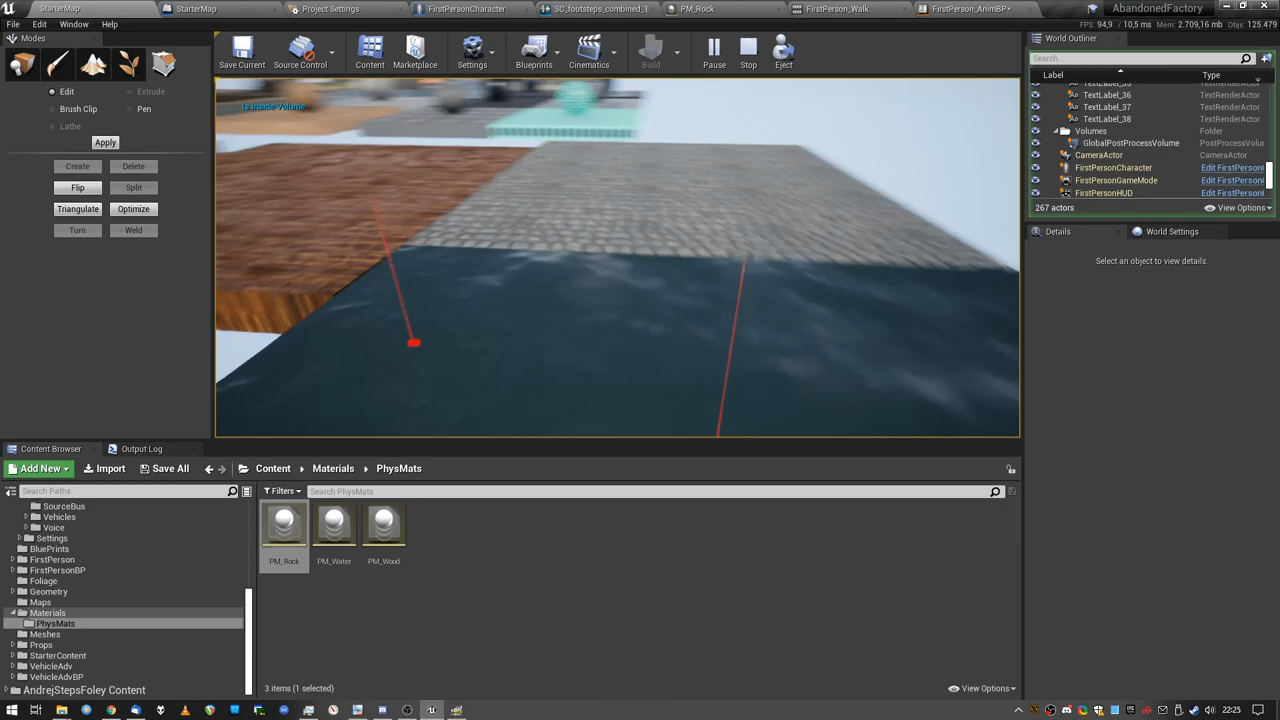 StarterMap
StarterMap
Project Settings
FirstPersonCharacter
SC_footsteps_combined_1
PM_Rock
FirstPerson_Walk
FirstPerson_AnimBP*
AbandonedFactory
File Edit Window Help
FPS: 94,9 / 10,5 ms Mem: 2.709,16 mb Objs: 125.479
Modes
Save Current
Source Control
Content
Marketplace
Settings
Blueprints
Cinematics
Build
Pause
Stop
Eject
World Outliner
Search...
Label Type
TextLabel_35 TextRenderActor
TextLabel_36 TextRenderActor
TextLabel_37 TextRenderActor
TextLabel_38 TextRenderActor
Volumes Folder
GlobalPostProcessVolume PostProcessVolum
CameraActor CameraActor
FirstPersonCharacter Edit FirstPersonl
FirstPersonGameMode Edit FirstPersonl
FirstPersonHUD Edit FirstPersonl
267 actors
View Options
Edit Extrude
Brush Clip Pen
Lathe
Apply
Create Delete
Flip Split
Triangulate Optimize
Turn Weld
Is Inside Volume
Details
World Settings
Select an object to view details.
Content Browser
Output Log
Add New
Import
Save All
Content
Materials
PhysMats
Search Paths
Filters
Search PhysMats
SourceBus
Vehicles
Voice
Settings
BluePrints
FirstPerson
FirstPersonBP
Foliage
Geometry
Maps
Materials
PhysMats
Meshes
Props
StarterContent
VehicleAdv
VehicleAdvBP
AndrejStepsFoley Content
PM_Rock
PM_Water
PM_Wood
3 items (1 selected)
View Options
22:25